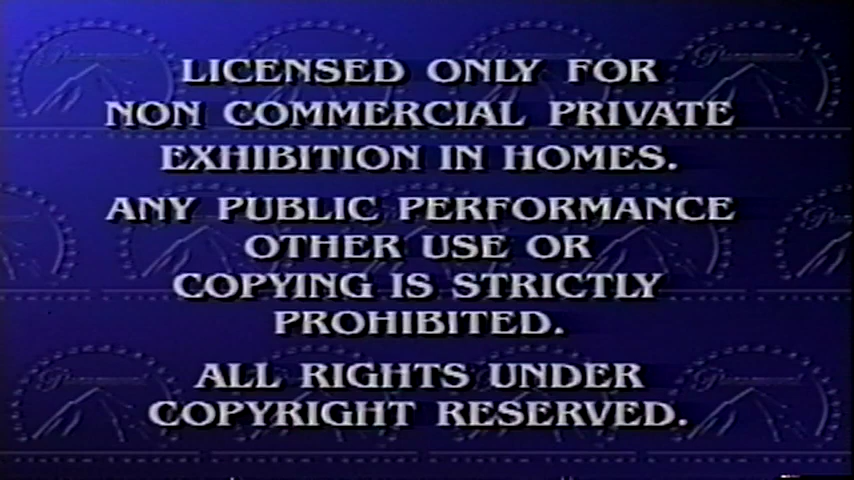 LICENSED ONLY FOR
NON COMMERCIAL PRIVATE
EXHIBITION IN HOMES.
ANY PUBLIC PERFORMANCE
OTHER USE OR
COPYING IS STRICTLY
PROHIBITED.
ALL RIGHTS UNDER
COPYRIGHT RESERVED.